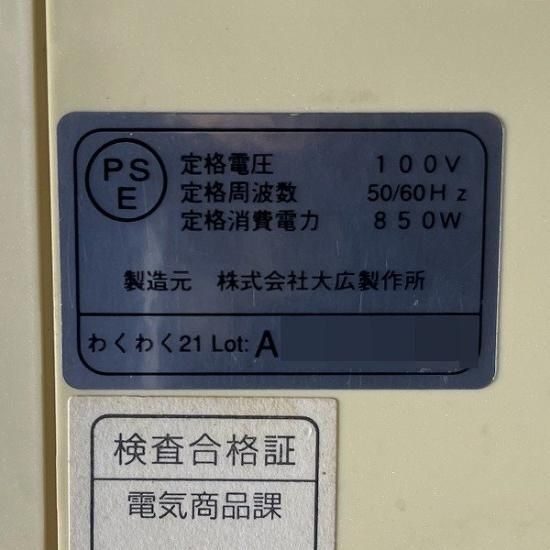 PS
E
定格電圧 100V
定格周波数 50/60Hz
定格消費電力 850W
製造元 株式会社大広製作所
わくわく21 Lot: A
検査合格証
電気商品課